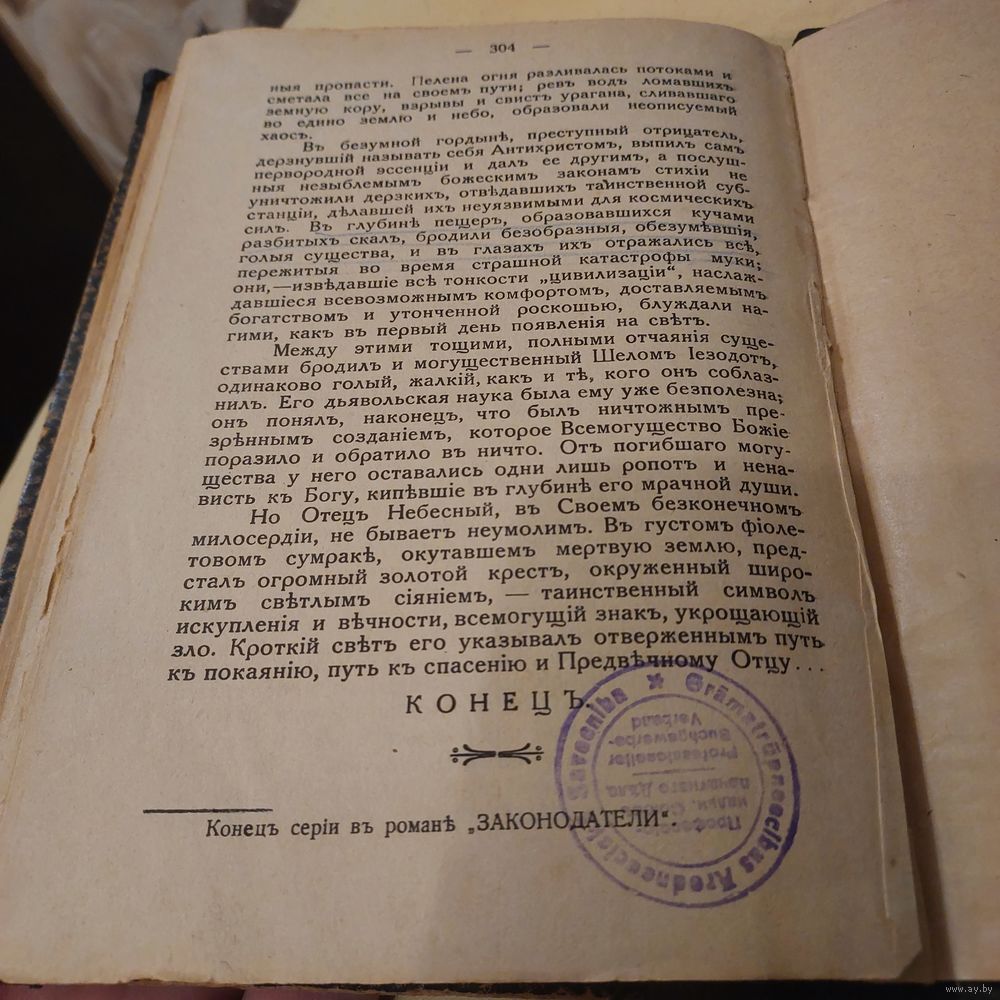 — 304 —
ныя пропасти. Пелена огня разливалась потоками и
сметала все на своемъ пути; ревъ водъ ломавшихъ
земную кору, взрывы и свистъ урагана, сливавшаго
во едино землю и небо, образовали неописуемый
хаосъ.
Въ безумной гордынѣ, преступный отрицатель,
дерзнувшій называть себя Антихристомъ, выпилъ самъ
первородной эссенціи и далъ ее другимъ, а послуш-
ныя незыблемымъ божескимъ законамъ стихіи не
уничтожили дерзкихъ, отвѣдавшихъ таинственной суб-
станціи, дѣлавшей ихъ неуязвимыми для космическихъ
силъ. Въ глубинѣ пещеръ, образовавшихся кучами
разбитыхъ скалъ, бродили безобразныя, обезумѣвшія,
голыя существа, и въ глазахъ ихъ отражались всѣ,
пережитыя во время страшной катастрофы муки;
они,—извѣдавшіе всѣ тонкости „цивилизаціи“, наслаж-
давшіеся всевозможнымъ комфортомъ, доставляемымъ
богатствомъ и утонченной роскошью, блуждали на-
гими, какъ въ первый день появленія на свѣтъ.
Между этими тощими, полными отчаянія суще-
ствами бродилъ и могущественный Шеломъ Іезодотъ,
одинаково голый, жалкій, какъ и тѣ, кого онъ соблаз-
нилъ. Его дьявольская наука была ему уже безполезна;
онъ понялъ, наконецъ, что былъ ничтожнымъ пре-
зрѣннымъ созданіемъ, которое Всемогущество Божіе
поразило и обратило въ ничто. Отъ погибшаго могу-
щества у него оставались одни лишь ропотъ и нена-
висть къ Богу, кипѣвшіе въ глубинѣ его мрачной души.
Но Отецъ Небесный, въ Своемъ безконечномъ
милосердіи, не бываетъ неумолимъ. Въ густомъ фіоле-
товомъ сумракѣ, окутавшемъ мертвую землю, пред-
сталъ огромный золотой крестъ, окруженный широ-
кимъ свѣтлымъ сіяніемъ, — таинственный символъ
искупленія и вѣчности, всемогущій знакъ, укрощающій
зло. Кроткій свѣтъ его указывалъ отверженнымъ путь
къ покаянію, путь къ спасенію и Предвѣчному Отцу...
КОНЕЦЪ.
Grāmatrūpneecības Arodneeciska
Professioneller
Buchgewerbe-
Verband
печатнаго дѣла
Конецъ серіи въ романѣ „ЗАКОНОДАТЕЛИ“.
www.ay.by